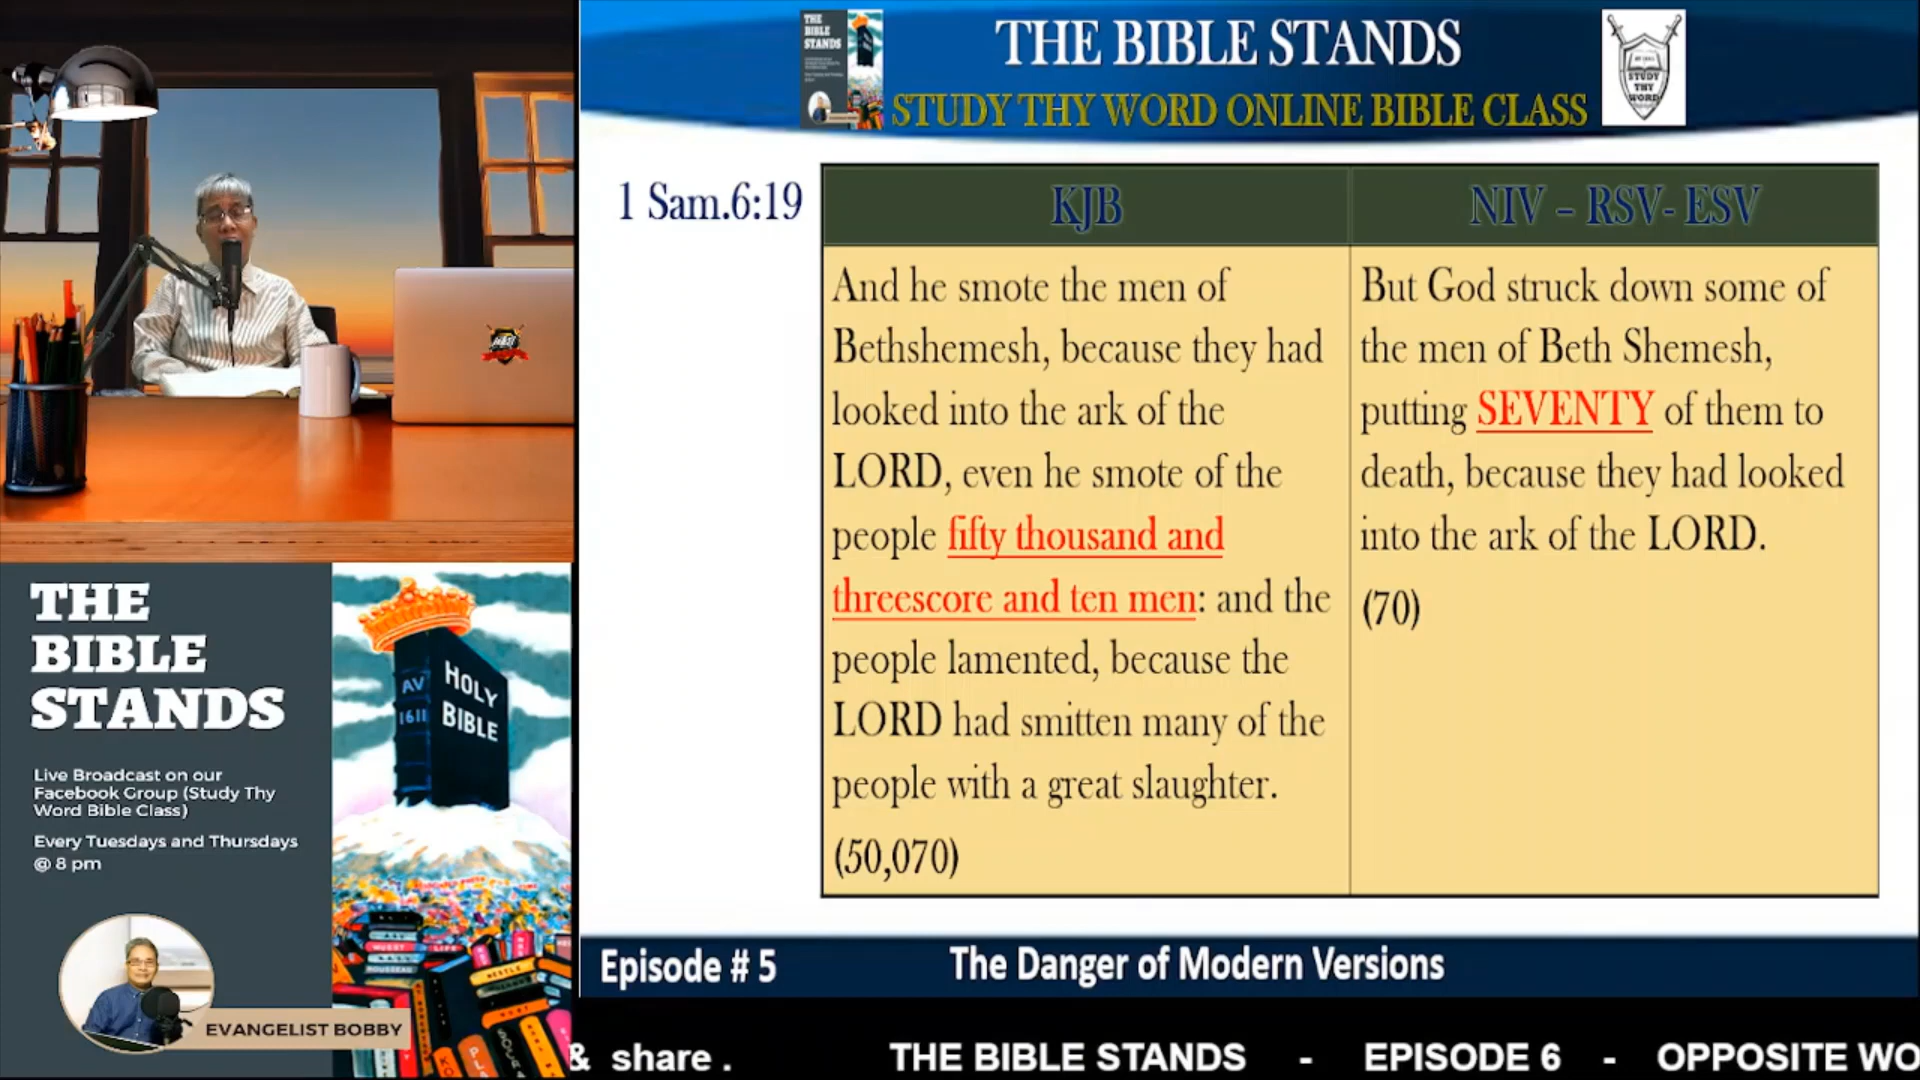 THE BIBLE STANDS
STUDY THY WORD ONLINE BIBLE CLASS
THE
BIBLE
STANDS
STUDY
THY
WORD
1 Sam.6:19
KJB
And he smote the men of
Bethshemesh, because they had
looked into the ark of the
LORD, even he smote of the
people fifty thousand and
threescore and ten men: and the
people lamented, because the
LORD had smitten many of the
people with a great slaughter.
(50,070)
NIV – RSV- ESV
But God struck down some of
the men of Beth Shemesh,
putting SEVENTY of them to
death, because they had looked
into the ark of the LORD.
(70)
THE
BIBLE
STANDS
Live Broadcast on our
Facebook Group (Study Thy
Word Bible Class)
Every Tuesdays and Thursdays
@ 8 pm
EVANGELIST BOBBY
AV
1611
HOLY
BIBLE
Episode # 5
The Danger of Modern Versions
& share . THE BIBLE STANDS - EPISODE 6 - OPPOSITE WO